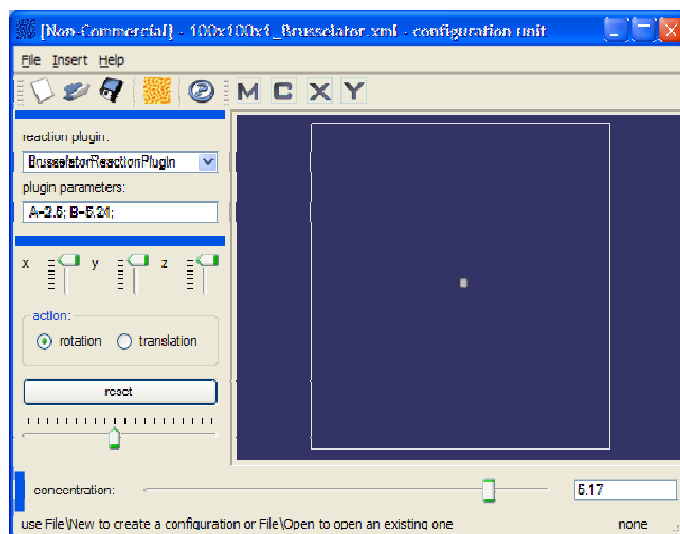 [Non-Commercial] - 100x100x1_Brusselator.xml - configuration unit
File Insert Help
M C X Y
reaction plugin:
BrusselatorReactionPlugin
plugin parameters:
A=2.5; B=5.24;
x y z
action:
rotation translation
reset
concentration: 5.17
use File\New to create a configuration or File\Open to open an existing one none